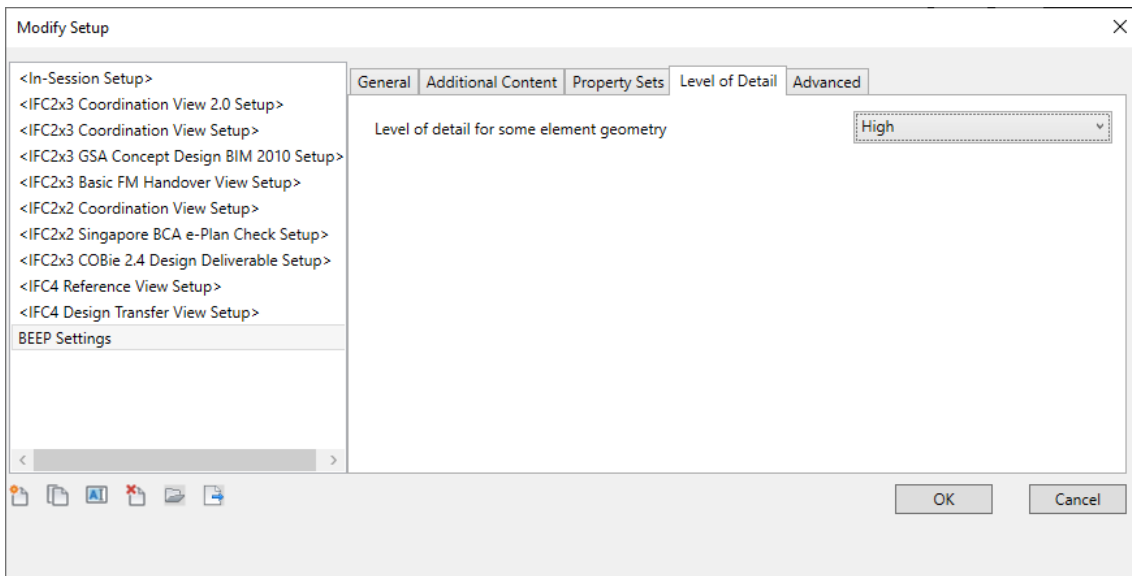 Modify Setup
<In-Session Setup>
<IFC2x3 Coordination View 2.0 Setup>
<IFC2x3 Coordination View Setup>
<IFC2x3 GSA Concept Design BIM 2010 Setup>
<IFC2x3 Basic FM Handover View Setup>
<IFC2x2 Coordination View Setup>
<IFC2x2 Singapore BCA e-Plan Check Setup>
<IFC2x3 COBie 2.4 Design Deliverable Setup>
<IFC4 Reference View Setup>
<IFC4 Design Transfer View Setup>
BEEP Settings
General Additional Content Property Sets Level of Detail Advanced
Level of detail for some element geometry High
AI
OK Cancel